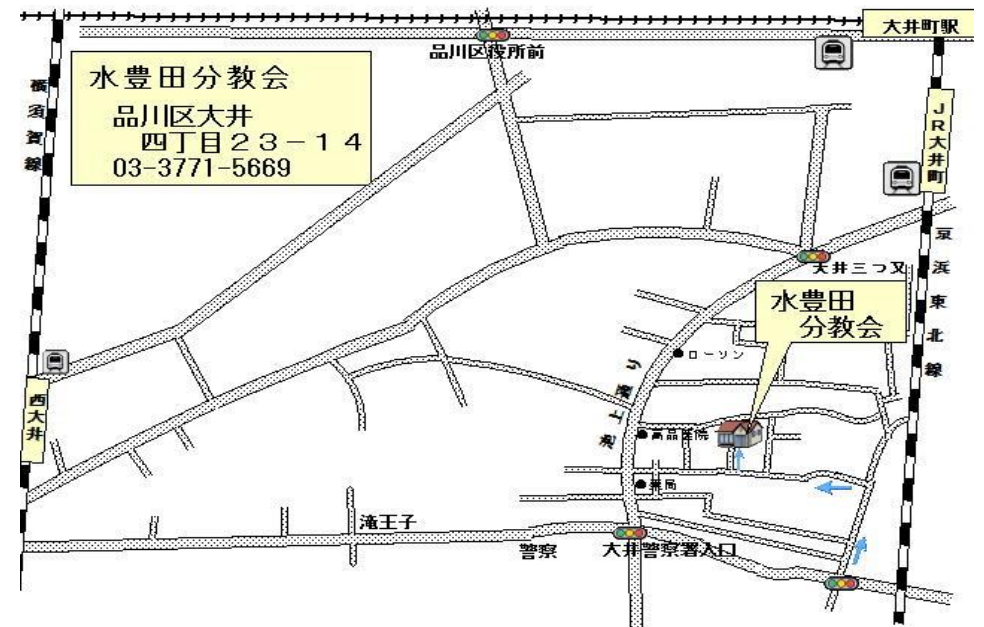 大井町駅
品川区役所前
水豊田分教会
品川区大井
四丁目２３－１４
03-3771-5669
横須賀線
ＪＲ大井町
京浜東北線
大井三つ又
水豊田
分教会
ローソン
池上通り
西大井
高品医院
薬局
滝王子
警察
大井警察署入口